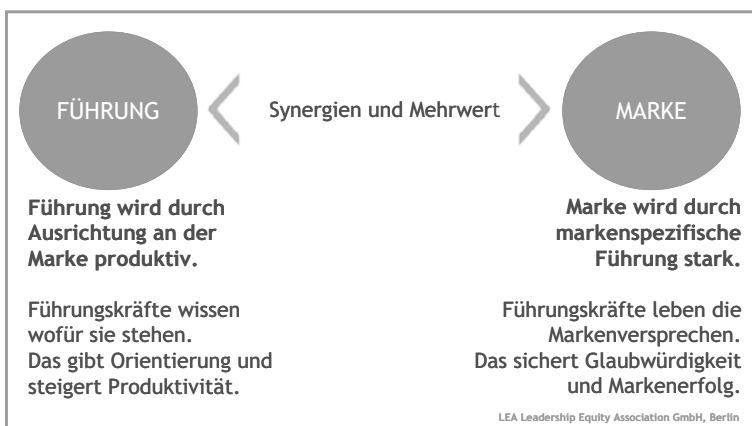 FÜHRUNG
Synergien und Mehrwert
MARKE
Führung wird durch
Ausrichtung an der
Marke produktiv.
Führungskräfte wissen
wofür sie stehen.
Das gibt Orientierung und
steigert Produktivität.
Marke wird durch
markenspezifische
Führung stark.
Führungskräfte leben die
Markenversprechen.
Das sichert Glaubwürdigkeit
und Markenerfolg.
LEA Leadership Equity Association GmbH, Berlin